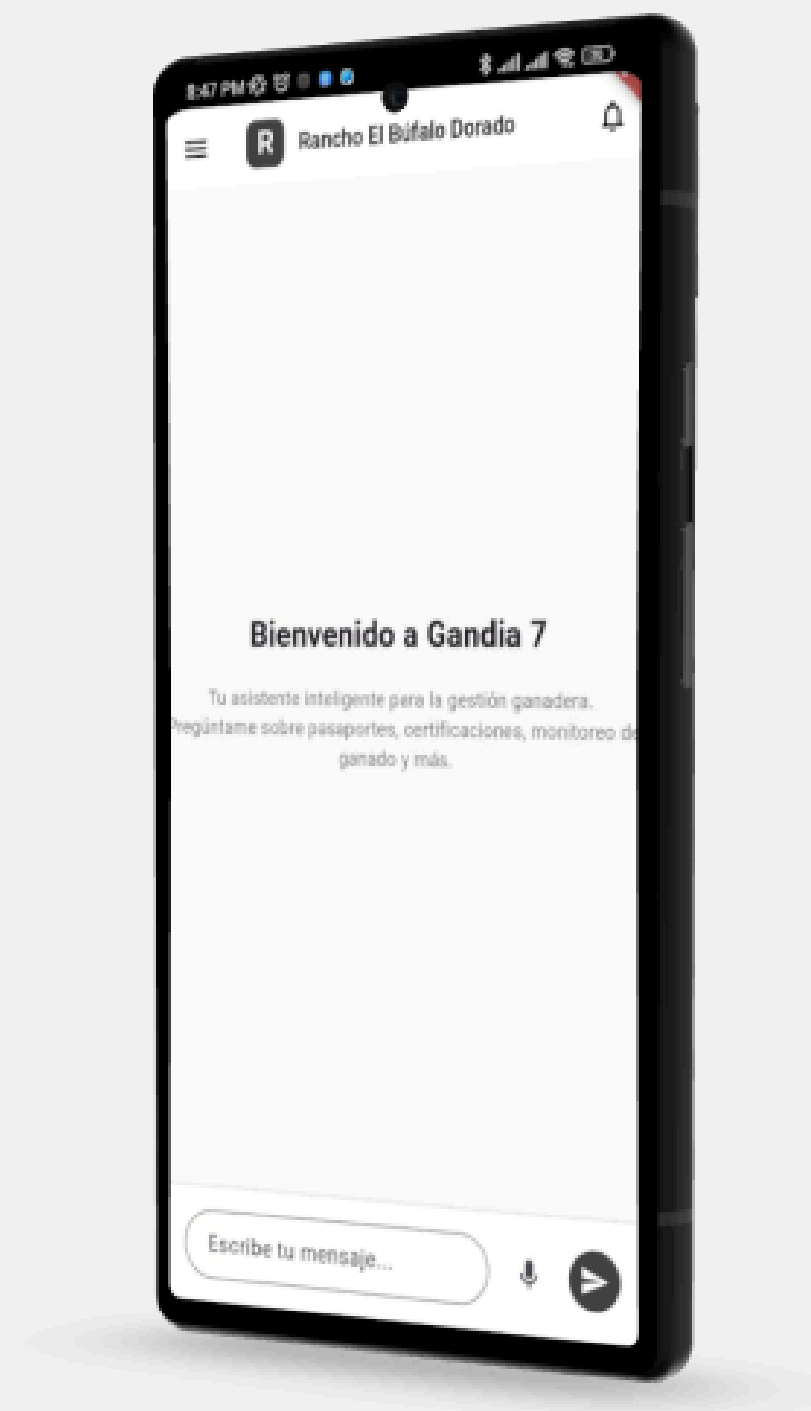 8:47 PM
R Rancho El Búfalo Dorado
Bienvenido a Gandia 7
Tu asistente inteligente para la gestión ganadera.
Pregúntame sobre pasaportes, certificaciones, monitoreo de
ganado y más.
Escribe tu mensaje...